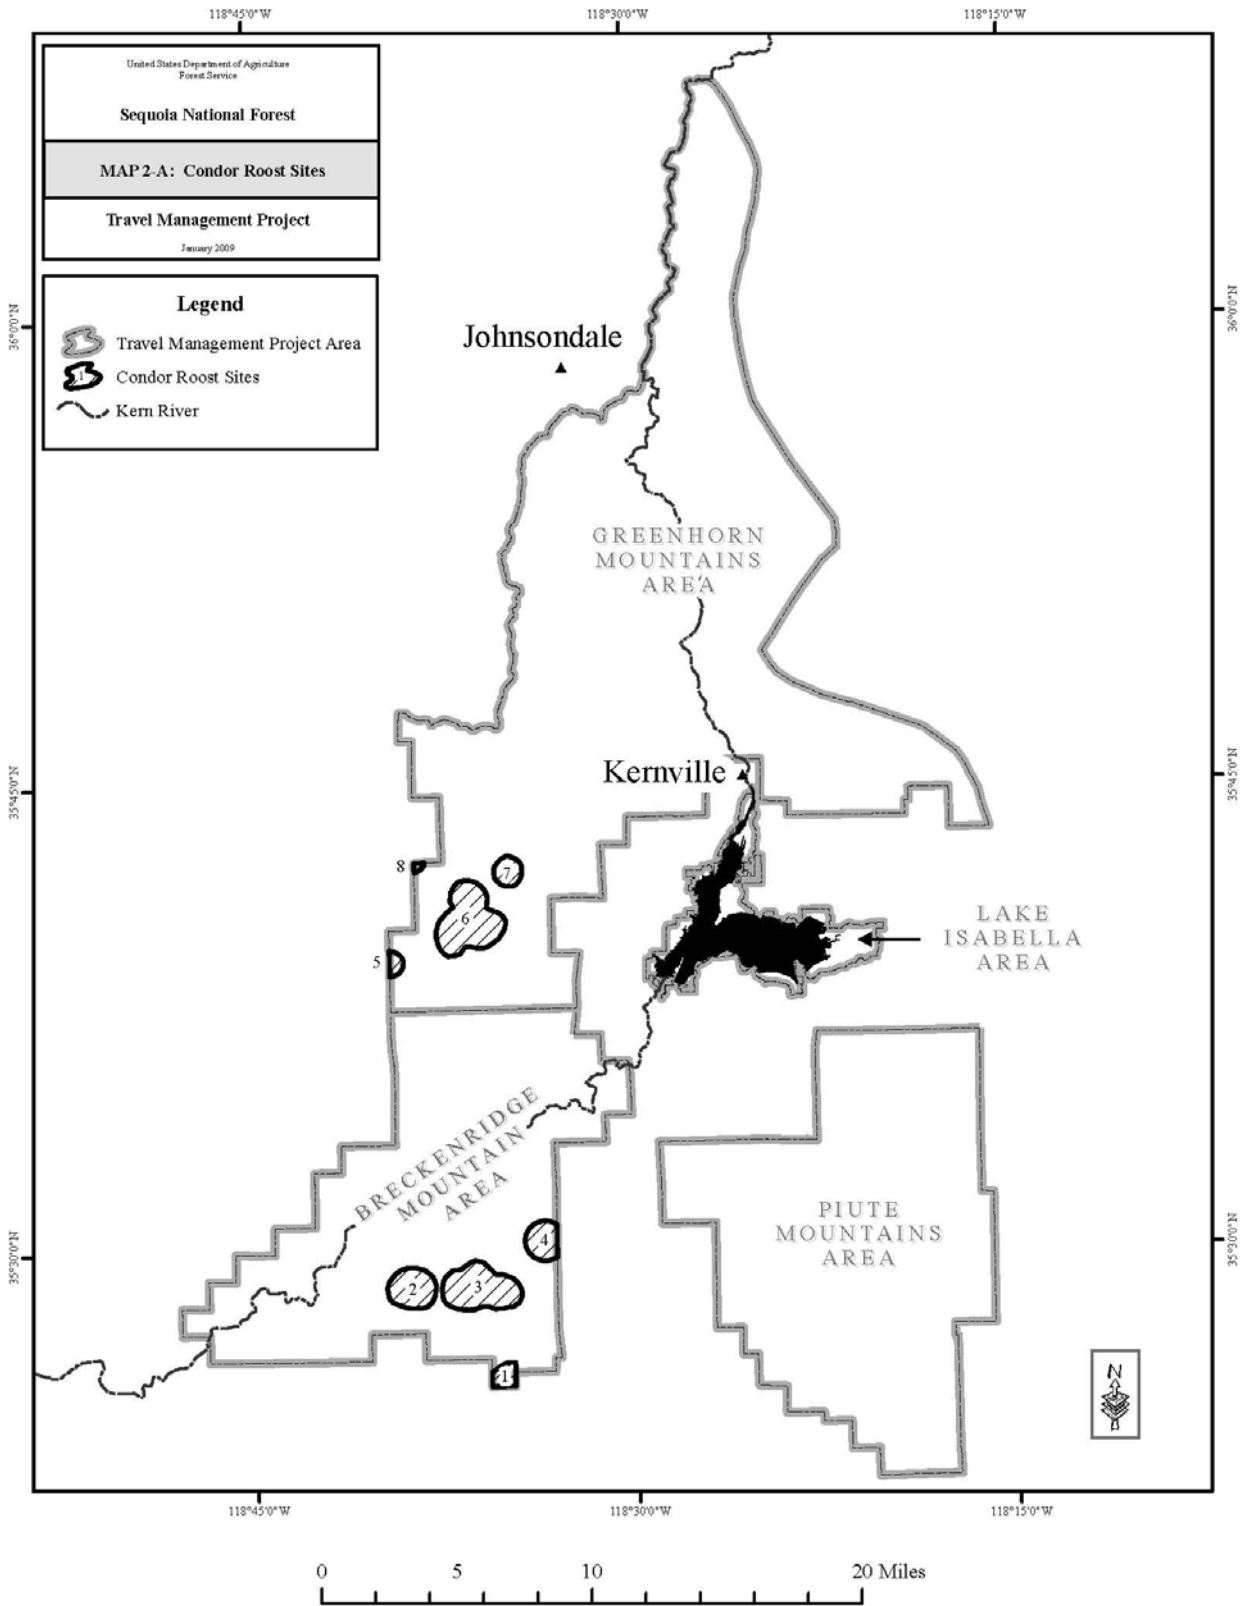 118°45'0"W
118°30'0"W
118°15'0"W
United States Department of Agriculture
Forest Service
Sequoia National Forest
MAP 2-A: Condor Roost Sites
Travel Management Project
January 2009
Legend
Travel Management Project Area
1
Condor Roost Sites
Kern River
36°0'0"N
36°0'0"N
Johnsondale
GREENHORN
MOUNTAINS
AREA
Kernville
35°45'0"N
35°45'0"N
8
7
6
5
LAKE
ISABELLA
AREA
BRECKENRIDGE
MOUNTAIN
AREA
PIUTE
MOUNTAINS
AREA
4
35°30'0"N
35°30'0"N
2
3
1
N
118°45'0"W
118°30'0"W
118°15'0"W
0
5
10
20 Miles